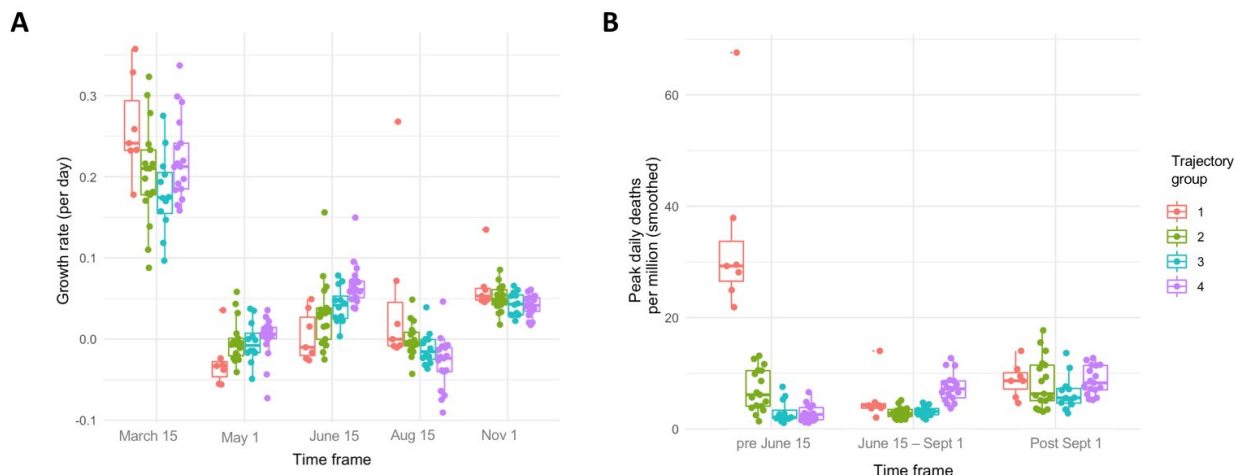 A
B
Growth rate (per day)
0.3
0.2
0.1
0.0
-0.1
March 15
May 1
June 15
Aug 15
Nov 1
Time frame
Peak daily deaths
per million (smoothed)
60
40
20
0
pre June 15
June 15 – Sept 1
Post Sept 1
Time frame
Trajectory
group
1
2
3
4